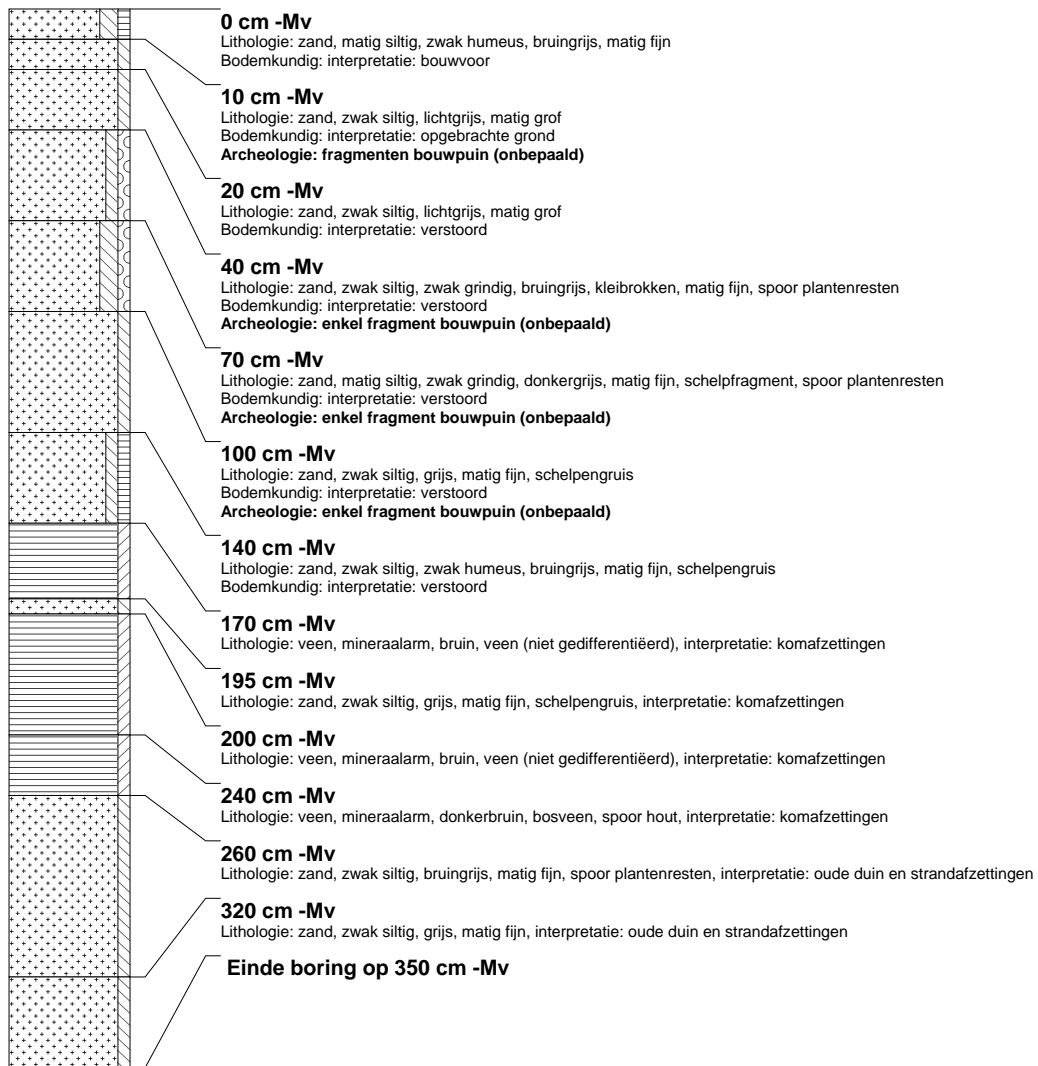 0 cm -Mv
Lithologie: zand, matig siltig, zwak humeus, bruingrijs, matig fijn
Bodemkundig: interpretatie: bouwvoor
10 cm -Mv
Lithologie: zand, zwak siltig, lichtgrijs, matig grof
Bodemkundig: interpretatie: opgebrachte grond
Archeologie: fragmenten bouwpuin (onbepaald)
20 cm -Mv
Lithologie: zand, zwak siltig, lichtgrijs, matig grof
Bodemkundig: interpretatie: verstoord
40 cm -Mv
Lithologie: zand, zwak siltig, zwak grindig, bruingrijs, kleibrokken, matig fijn, spoor plantenresten
Bodemkundig: interpretatie: verstoord
Archeologie: enkel fragment bouwpuin (onbepaald)
70 cm -Mv
Lithologie: zand, matig siltig, zwak grindig, donkergrijs, matig fijn, schelpfragment, spoor plantenresten
Bodemkundig: interpretatie: verstoord
Archeologie: enkel fragment bouwpuin (onbepaald)
100 cm -Mv
Lithologie: zand, zwak siltig, grijs, matig fijn, schelpengruis
Bodemkundig: interpretatie: verstoord
Archeologie: enkel fragment bouwpuin (onbepaald)
140 cm -Mv
Lithologie: zand, zwak siltig, zwak humeus, bruingrijs, matig fijn, schelpengruis
Bodemkundig: interpretatie: verstoord
170 cm -Mv
Lithologie: veen, mineraalarm, bruin, veen (niet gedifferentiëerd), interpretatie: komafzettingen
195 cm -Mv
Lithologie: zand, zwak siltig, grijs, matig fijn, schelpengruis, interpretatie: komafzettingen
200 cm -Mv
Lithologie: veen, mineraalarm, bruin, veen (niet gedifferentiëerd), interpretatie: komafzettingen
240 cm -Mv
Lithologie: veen, mineraalarm, donkerbruin, bosveen, spoor hout, interpretatie: komafzettingen
260 cm -Mv
Lithologie: zand, zwak siltig, bruingrijs, matig fijn, spoor plantenresten, interpretatie: oude duin en strandafzettingen
320 cm -Mv
Lithologie: zand, zwak siltig, grijs, matig fijn, interpretatie: oude duin en strandafzettingen
Einde boring op 350 cm -Mv